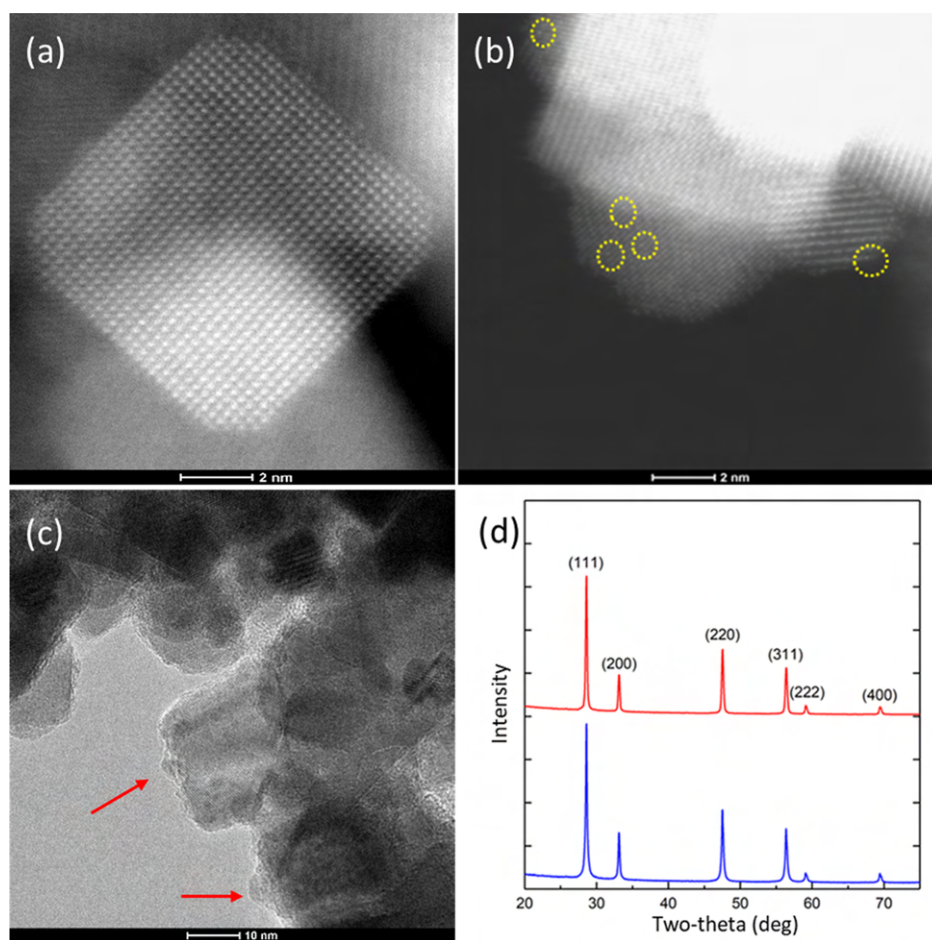 (a)
2 nm
(b)
2 nm
(c)
10 nm
(d)
(111)
(200)
(220)
(311)
(222)
(400)
Intensity
20 30 40 50 60 70
Two-theta (deg)